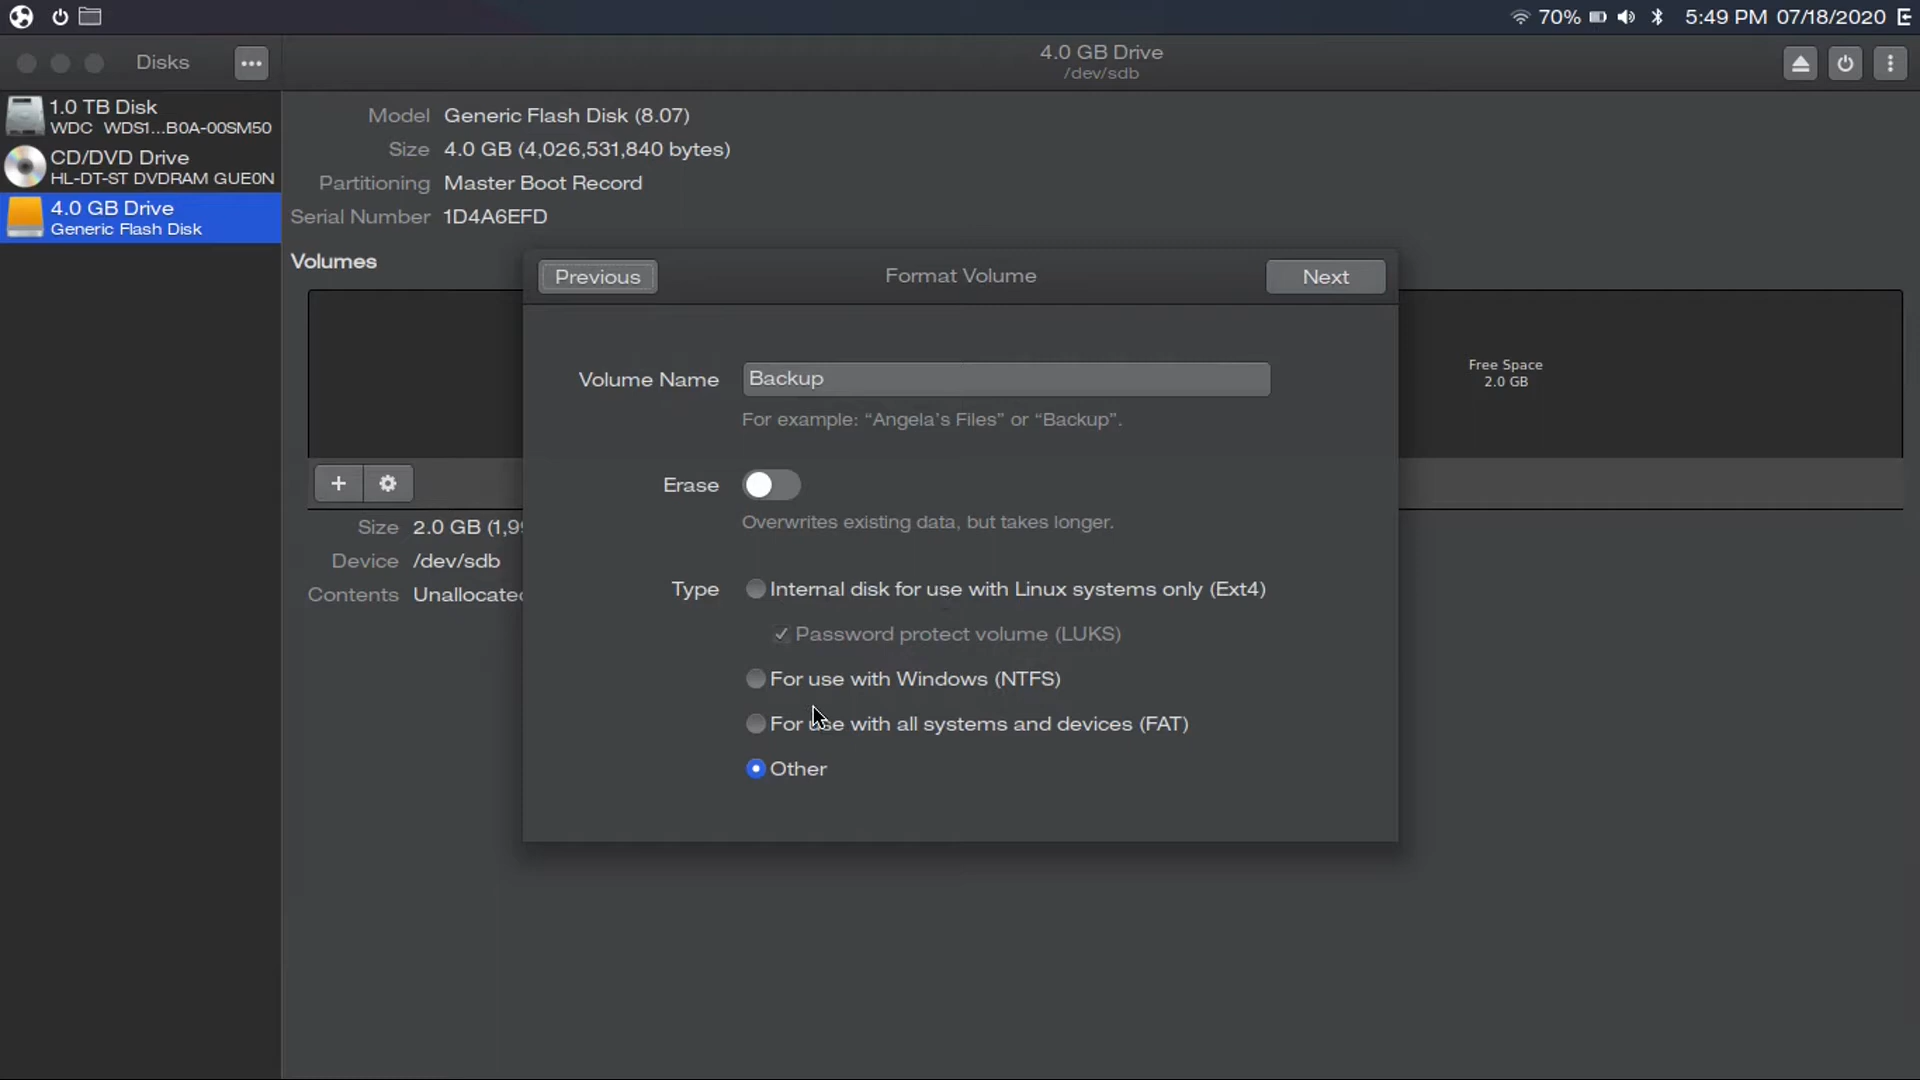 70%
5:49 PM 07/18/2020
Disks
4.0 GB Drive
/dev/sdb
1.0 TB Disk
WDC WDS1...B0A-00SM50
CD/DVD Drive
HL-DT-ST DVDRAM GUE0N
4.0 GB Drive
Generic Flash Disk
Model Generic Flash Disk (8.07)
Size 4.0 GB (4,026,531,840 bytes)
Partitioning Master Boot Record
Serial Number 1D4A6EFD
Volumes
Free Space
2.0 GB
Size 2.0 GB (1,99
Device /dev/sdb
Contents Unallocated
Previous
Format Volume
Next
Volume Name Backup
For example: “Angela’s Files” or “Backup”.
Erase
Overwrites existing data, but takes longer.
Type Internal disk for use with Linux systems only (Ext4)
Password protect volume (LUKS)
For use with Windows (NTFS)
For use with all systems and devices (FAT)
Other